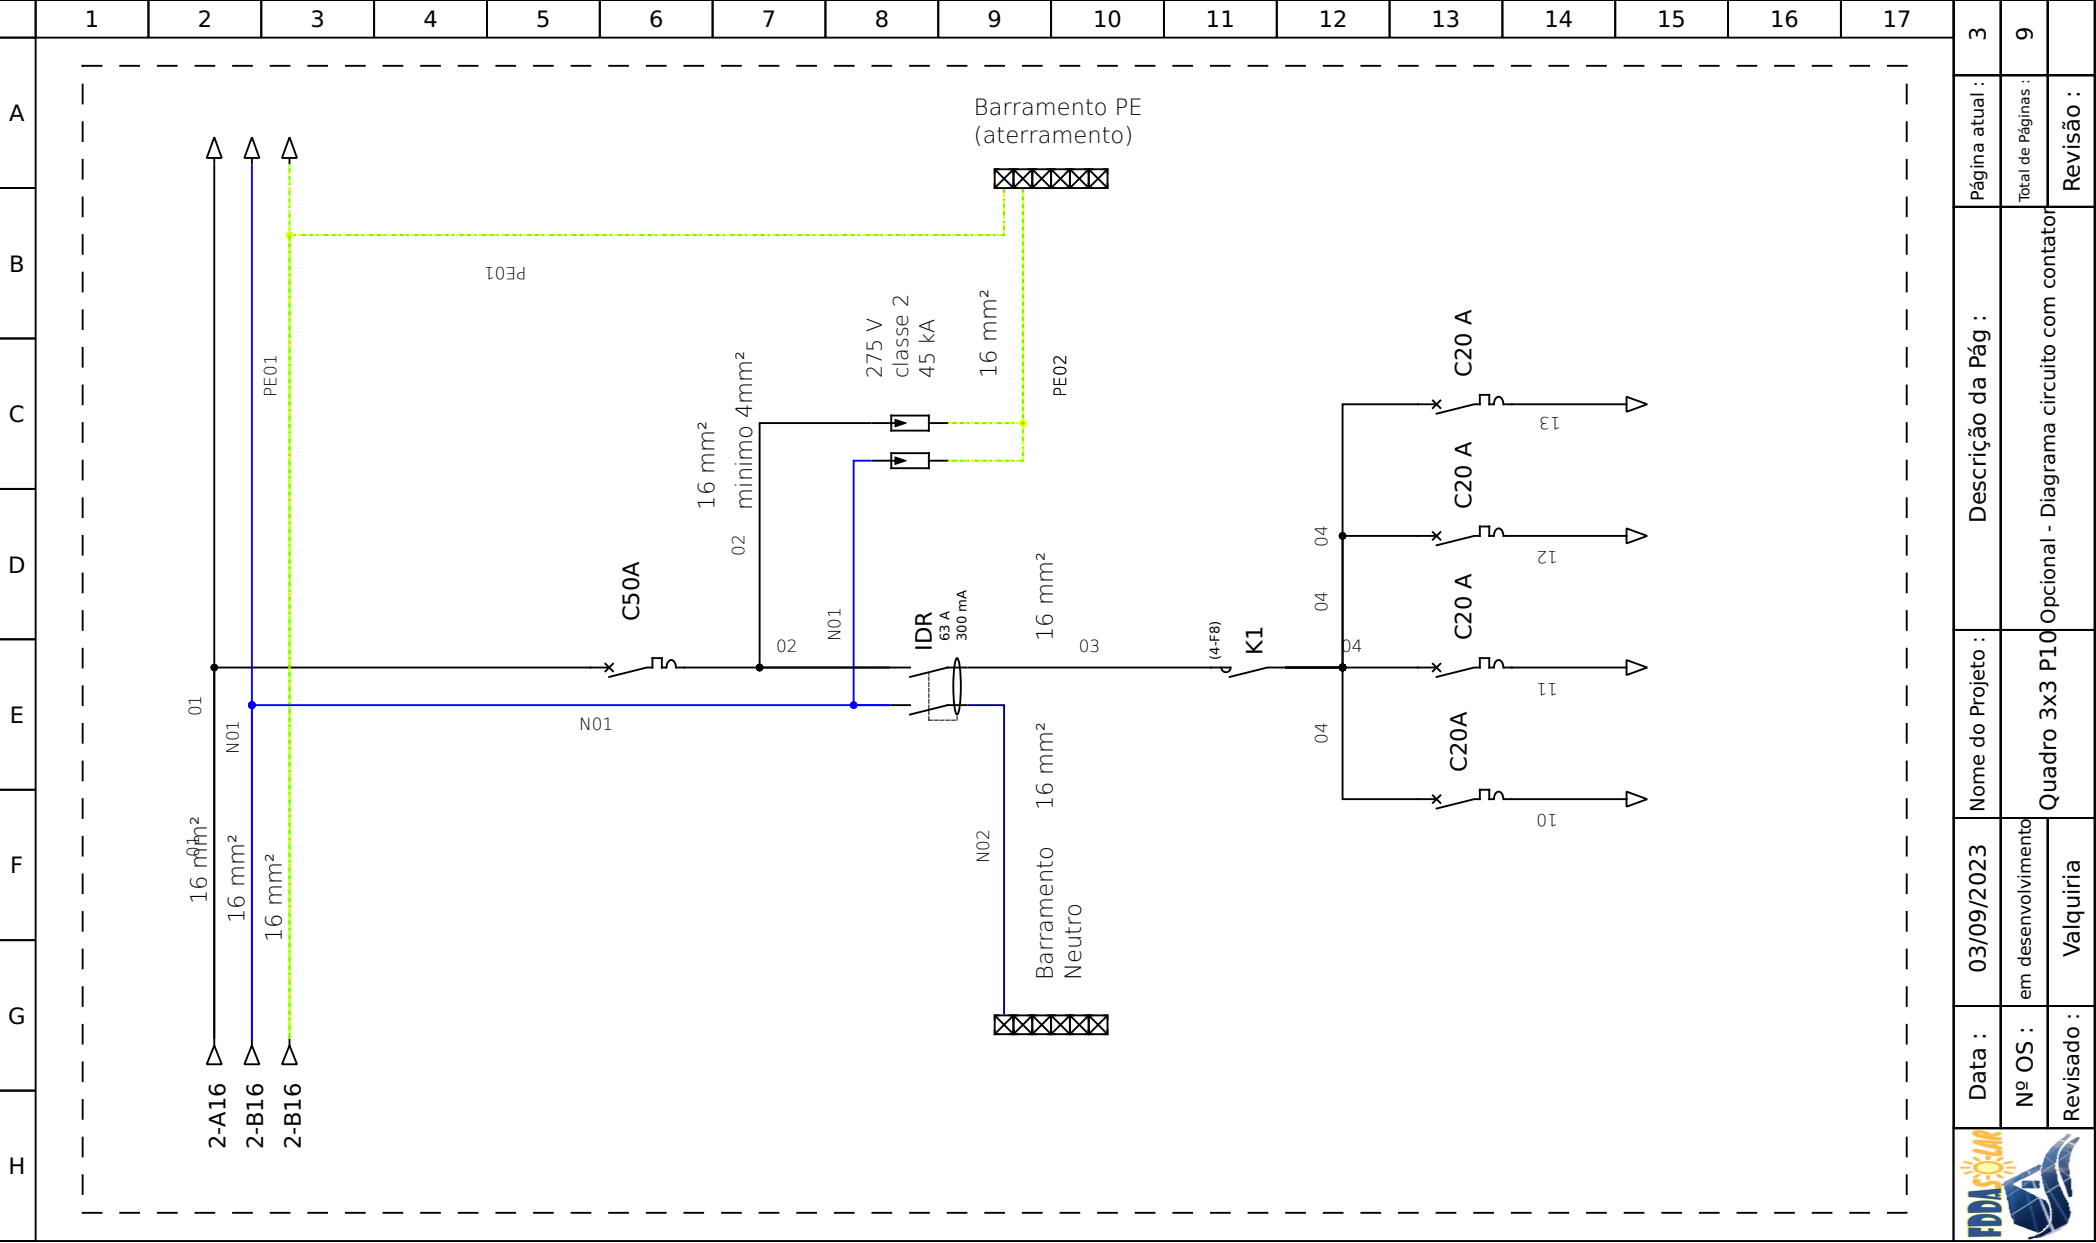 1 2 3 4 5 6 7 8 9 10 11 12 13 14 15 16 17
A
B
C
D
E
F
G
H
Barramento PE
(aterramento)
PE01
PE01
275 V
classe 2
45 kA
16 mm²
PE02
16 mm²
minimo 4mm²
02
C50A
02
N01
IDR
63 A
300 mA
16 mm²
03
(4-F8)
K1
04
04
04
04
C20 A
13
C20 A
12
C20 A
11
C20A
10
01
N01
N01
01
16 mm²
16 mm²
16 mm²
16 mm²
N02
Barramento
Neutro
2-A16
2-B16
2-B16
Data :
03/09/2023
Nome do Projeto :
Descrição da Pág :
Página atual :
3
Nº OS :
em desenvolvimento
Quadro 3x3 P10
Opcional - Diagrama circuito com contator
Total de Páginas :
9
Revisado :
Valquiria
Revisão :
FDDA SO-LAR